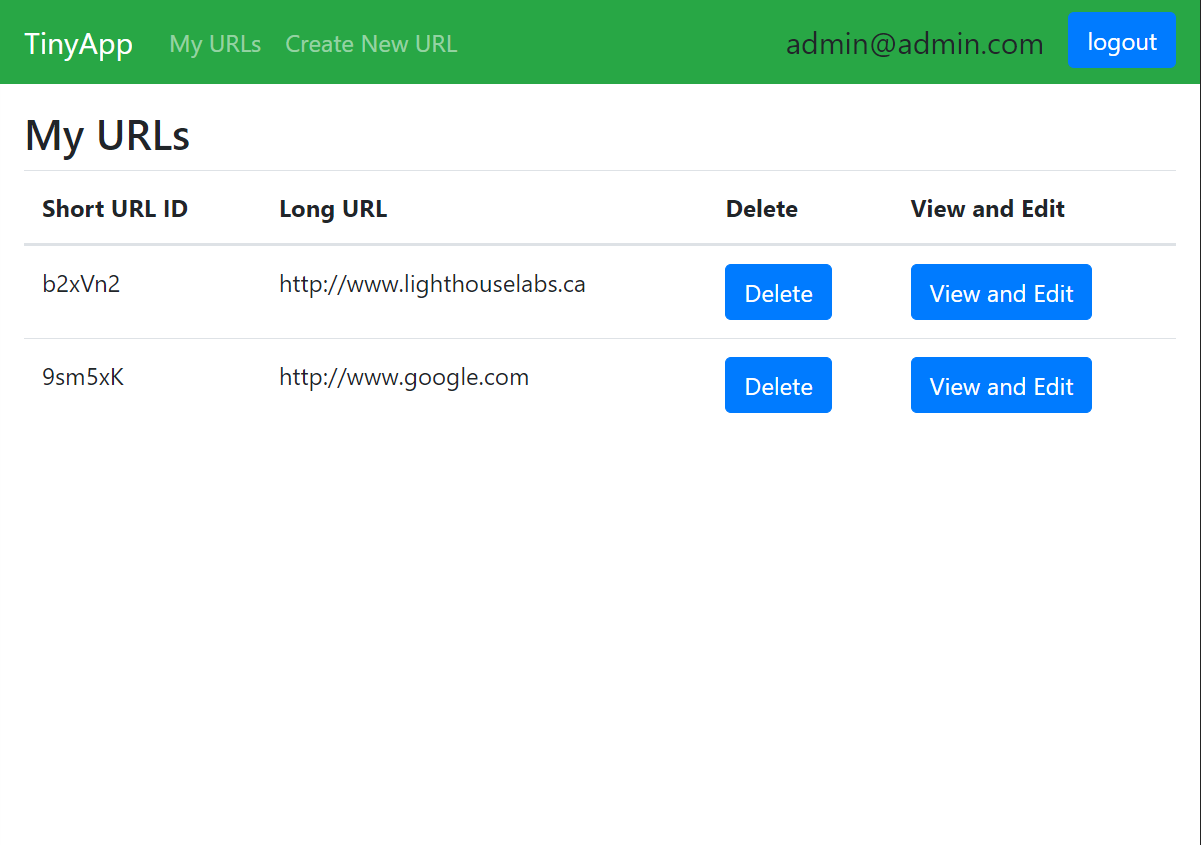 TinyApp My URLs Create New URL admin@admin.com logout
My URLs
Short URL ID Long URL Delete View and Edit
b2xVn2 http://www.lighthouselabs.ca Delete View and Edit
9sm5xK http://www.google.com Delete View and Edit